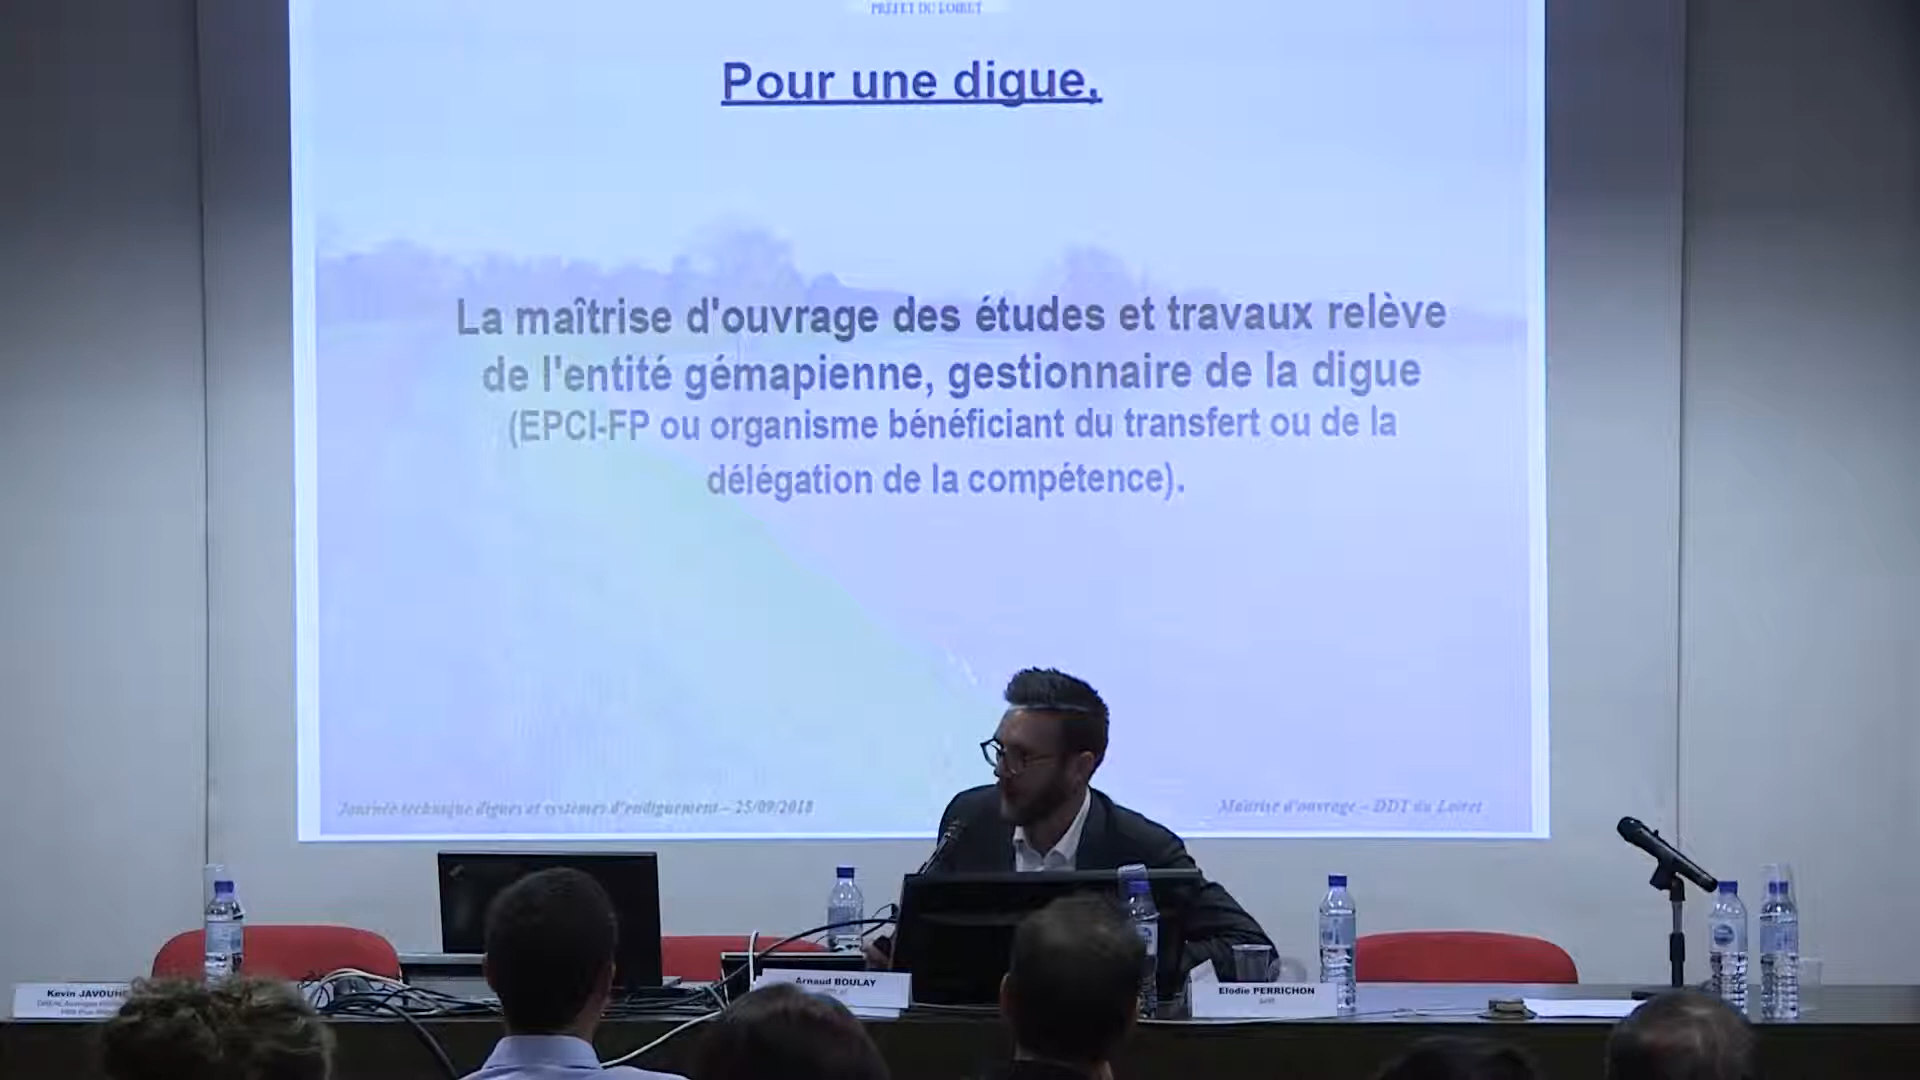 PRÉFET DU LOIRET
Pour une digue,
La maîtrise d'ouvrage des études et travaux relève
de l'entité gémapienne, gestionnaire de la digue
(EPCI-FP ou organisme bénéficiant du transfert ou de la
délégation de la compétence).
Journée technique digues et systèmes d'endiguement – 25/09/2018
Maîtrise d'ouvrage – DDT du Loiret
Kevin
Arnaud BOULAY
Elodie PERRICHON